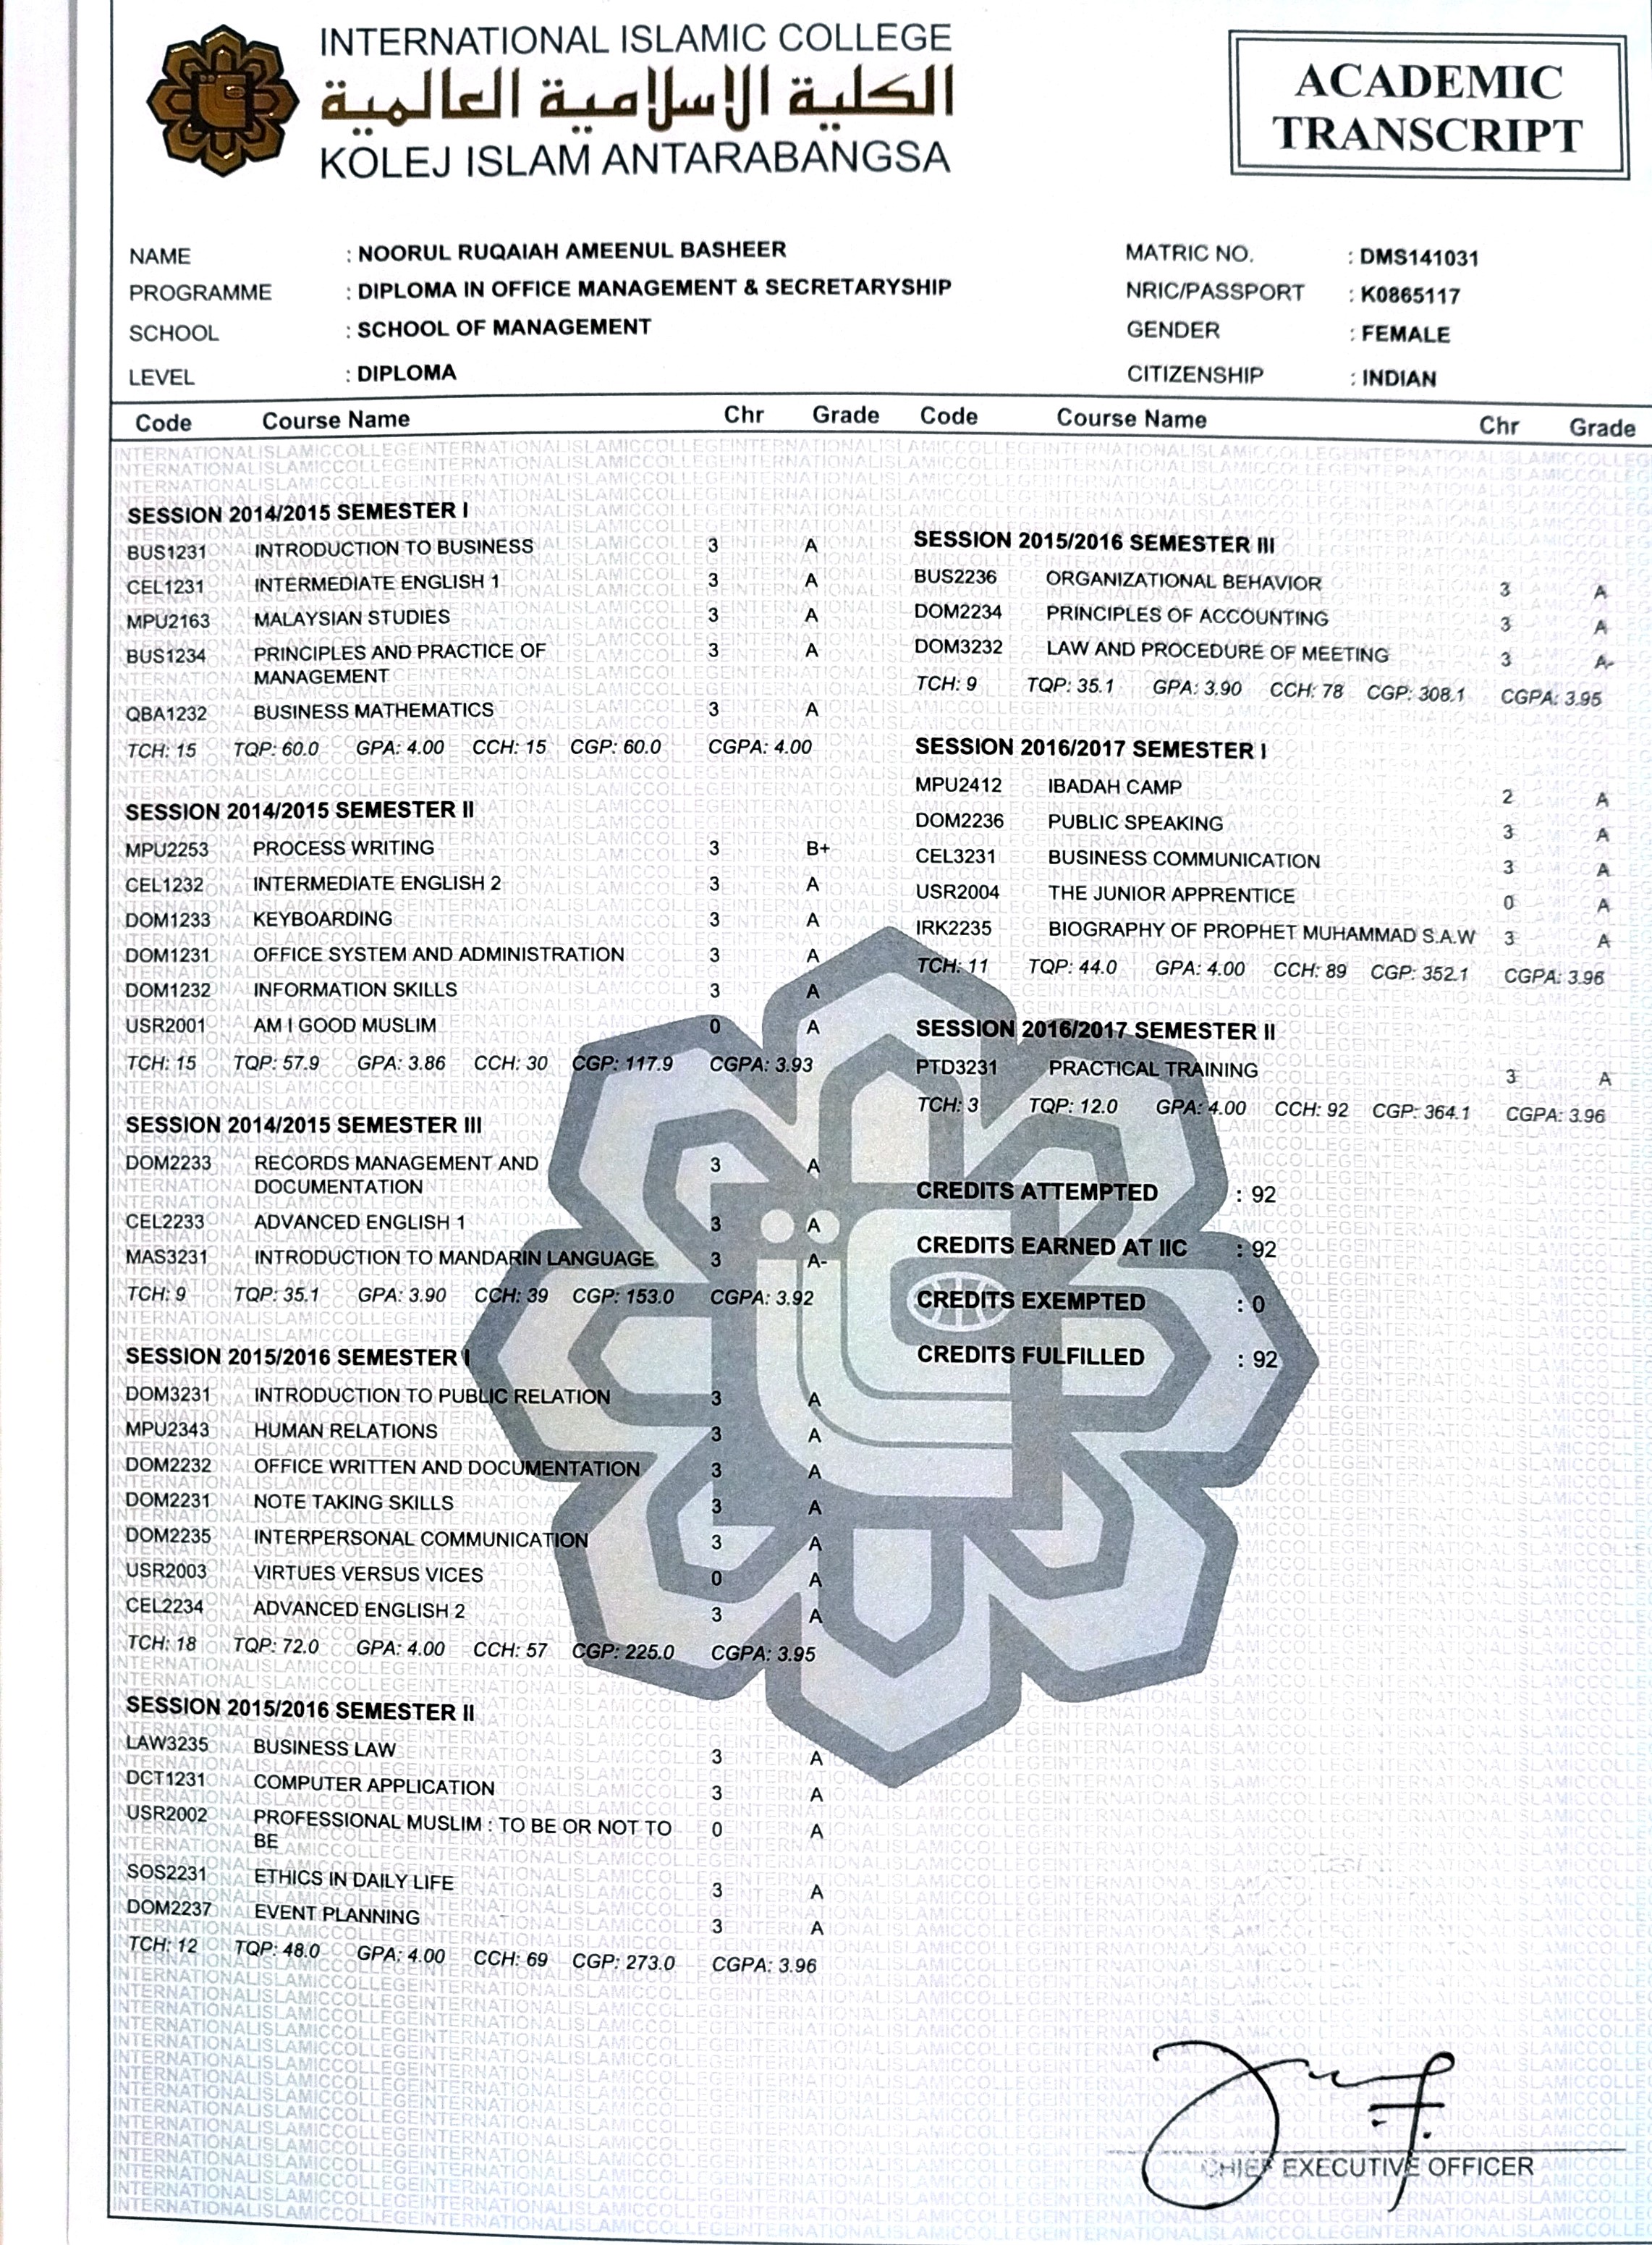 INTERNATIONAL ISLAMIC COLLEGE
الكلية الإسلامية العالمية
KOLEJ ISLAM ANTARABANGSA
ACADEMIC
TRANSCRIPT
NAME : NOORUL RUQAIAH AMEENUL BASHEER
PROGRAMME : DIPLOMA IN OFFICE MANAGEMENT & SECRETARYSHIP
SCHOOL : SCHOOL OF MANAGEMENT
LEVEL : DIPLOMA
MATRIC NO. : DMS141031
NRIC/PASSPORT : K0865117
GENDER : FEMALE
CITIZENSHIP : INDIAN
Code Course Name Chr Grade Code Course Name Chr Grade
SESSION 2014/2015 SEMESTER I
BUS1231 INTRODUCTION TO BUSINESS 3 A
CEL1231 INTERMEDIATE ENGLISH 1 3 A
MPU2163 MALAYSIAN STUDIES 3 A
BUS1234 PRINCIPLES AND PRACTICE OF 3 A
MANAGEMENT
QBA1232 BUSINESS MATHEMATICS 3 A
TCH: 15 TQP: 60.0 GPA: 4.00 CCH: 15 CGP: 60.0 CGPA: 4.00
SESSION 2014/2015 SEMESTER II
MPU2253 PROCESS WRITING 3 B+
CEL1232 INTERMEDIATE ENGLISH 2 3 A
DOM1233 KEYBOARDING 3 A
DOM1231 OFFICE SYSTEM AND ADMINISTRATION 3 A
DOM1232 INFORMATION SKILLS 3 A
USR2001 AM I GOOD MUSLIM 0 A
TCH: 15 TQP: 57.9 GPA: 3.86 CCH: 30 CGP: 117.9 CGPA: 3.93
SESSION 2014/2015 SEMESTER III
DOM2233 RECORDS MANAGEMENT AND 3 A
DOCUMENTATION
CEL2233 ADVANCED ENGLISH 1 3 A
MAS3231 INTRODUCTION TO MANDARIN LANGUAGE 3 A-
TCH: 9 TQP: 35.1 GPA: 3.90 CCH: 39 CGP: 153.0 CGPA: 3.92
SESSION 2015/2016 SEMESTER I
DOM3231 INTRODUCTION TO PUBLIC RELATION 3 A
MPU2343 HUMAN RELATIONS 3 A
DOM2232 OFFICE WRITTEN AND DOCUMENTATION 3 A
DOM2231 NOTE TAKING SKILLS 3 A
DOM2235 INTERPERSONAL COMMUNICATION 3 A
USR2003 VIRTUES VERSUS VICES 0 A
CEL2234 ADVANCED ENGLISH 2 3 A
TCH: 18 TQP: 72.0 GPA: 4.00 CCH: 57 CGP: 225.0 CGPA: 3.95
SESSION 2015/2016 SEMESTER II
LAW3235 BUSINESS LAW 3 A
DCT1231 COMPUTER APPLICATION 3 A
USR2002 PROFESSIONAL MUSLIM : TO BE OR NOT TO 0 A
BE
SOS2231 ETHICS IN DAILY LIFE 3 A
DOM2237 EVENT PLANNING 3 A
TCH: 12 TQP: 48.0 GPA: 4.00 CCH: 69 CGP: 273.0 CGPA: 3.96
SESSION 2015/2016 SEMESTER III
BUS2236 ORGANIZATIONAL BEHAVIOR 3 A
DOM2234 PRINCIPLES OF ACCOUNTING 3 A
DOM3232 LAW AND PROCEDURE OF MEETING 3 A-
TCH: 9 TQP: 35.1 GPA: 3.90 CCH: 78 CGP: 308.1 CGPA: 3.95
SESSION 2016/2017 SEMESTER I
MPU2412 IBADAH CAMP 2 A
DOM2236 PUBLIC SPEAKING 3 A
CEL3231 BUSINESS COMMUNICATION 3 A
USR2004 THE JUNIOR APPRENTICE 0 A
IRK2235 BIOGRAPHY OF PROPHET MUHAMMAD S.A.W 3 A
TCH: 11 TQP: 44.0 GPA: 4.00 CCH: 89 CGP: 352.1 CGPA: 3.96
SESSION 2016/2017 SEMESTER II
PTD3231 PRACTICAL TRAINING 3 A
TCH: 3 TQP: 12.0 GPA: 4.00 CCH: 92 CGP: 364.1 CGPA: 3.96
CREDITS ATTEMPTED : 92
CREDITS EARNED AT IIC : 92
CREDITS EXEMPTED : 0
CREDITS FULFILLED : 92
CHIEF EXECUTIVE OFFICER